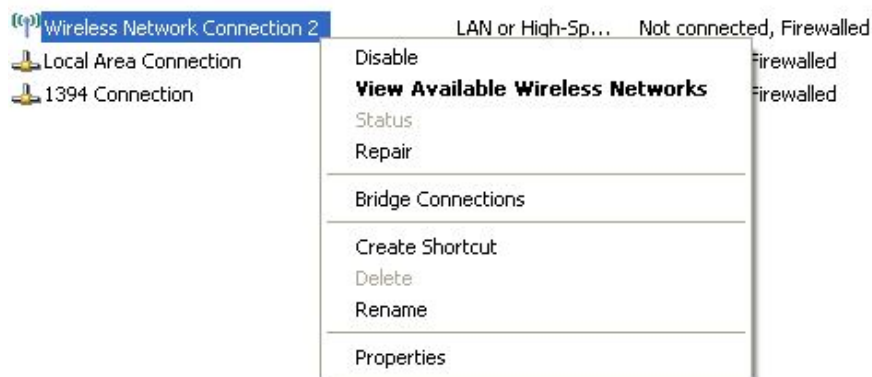 Wireless Network Connection 2 LAN or High-Sp... Not connected, Firewalled
Local Area Connection Firewalled
1394 Connection Firewalled
Disable
View Available Wireless Networks
Status
Repair
Bridge Connections
Create Shortcut
Delete
Rename
Properties